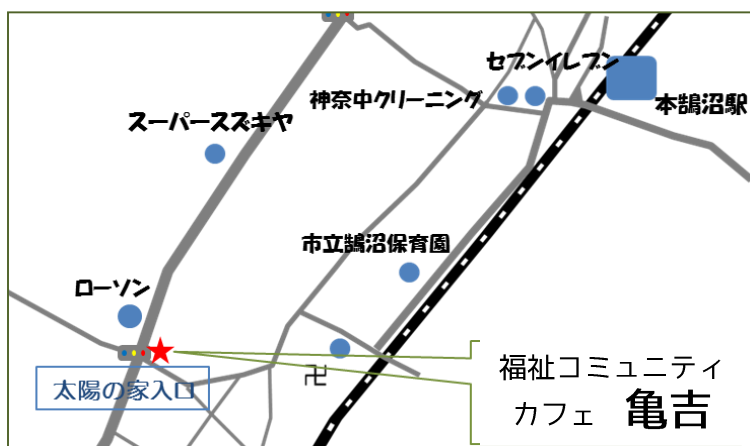 セブンイレブン
神奈中クリーニング
本鵠沼駅
スーパースズキヤ
市立鵠沼保育園
ローソン
卍
太陽の家入口
福祉コミュニティ
カフェ 亀吉